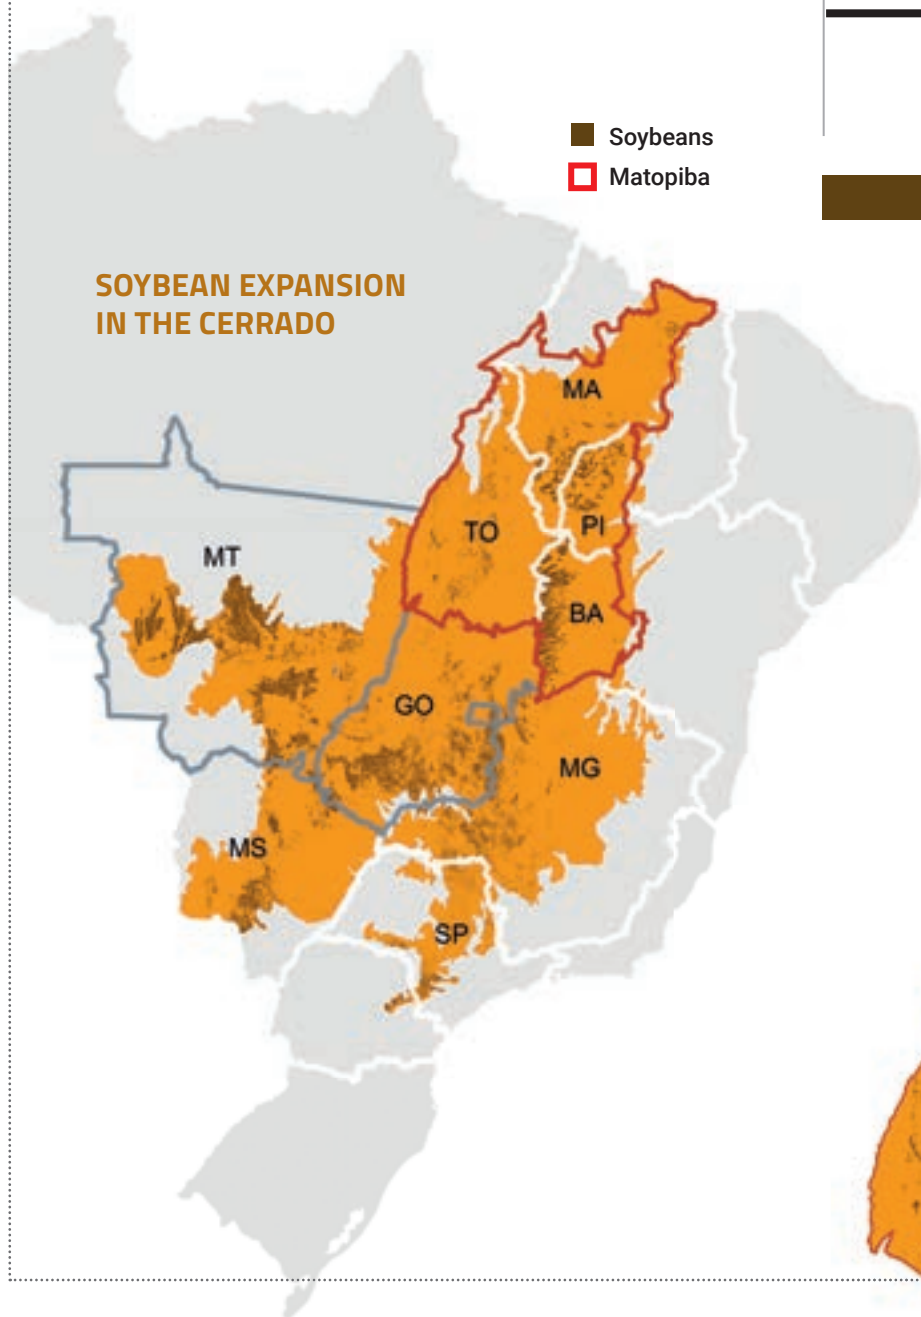 Soybeans
Matopiba
SOYBEAN EXPANSION
IN THE CERRADO
MA
TO
PI
MT
BA
GO
MG
MS
SP